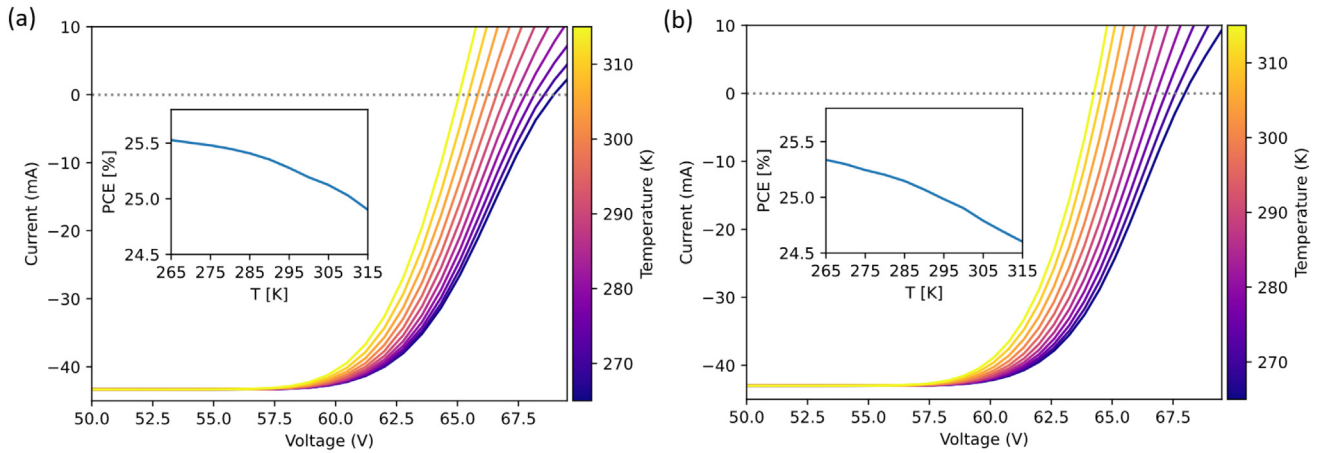 (a)
10
0
−10
−20
−30
−40
Current (mA)
50.0 52.5 55.0 57.5 60.0 62.5 65.0 67.5
Voltage (V)
25.5
25.0
24.5
PCE [%]
265 275 285 295 305 315
T [K]
310
300
290
280
270
Temperature (K)
(b)
10
0
−10
−20
−30
−40
Current (mA)
50.0 52.5 55.0 57.5 60.0 62.5 65.0 67.5
Voltage (V)
25.5
25.0
24.5
PCE [%]
265 275 285 295 305 315
T [K]
310
300
290
280
270
Temperature (K)